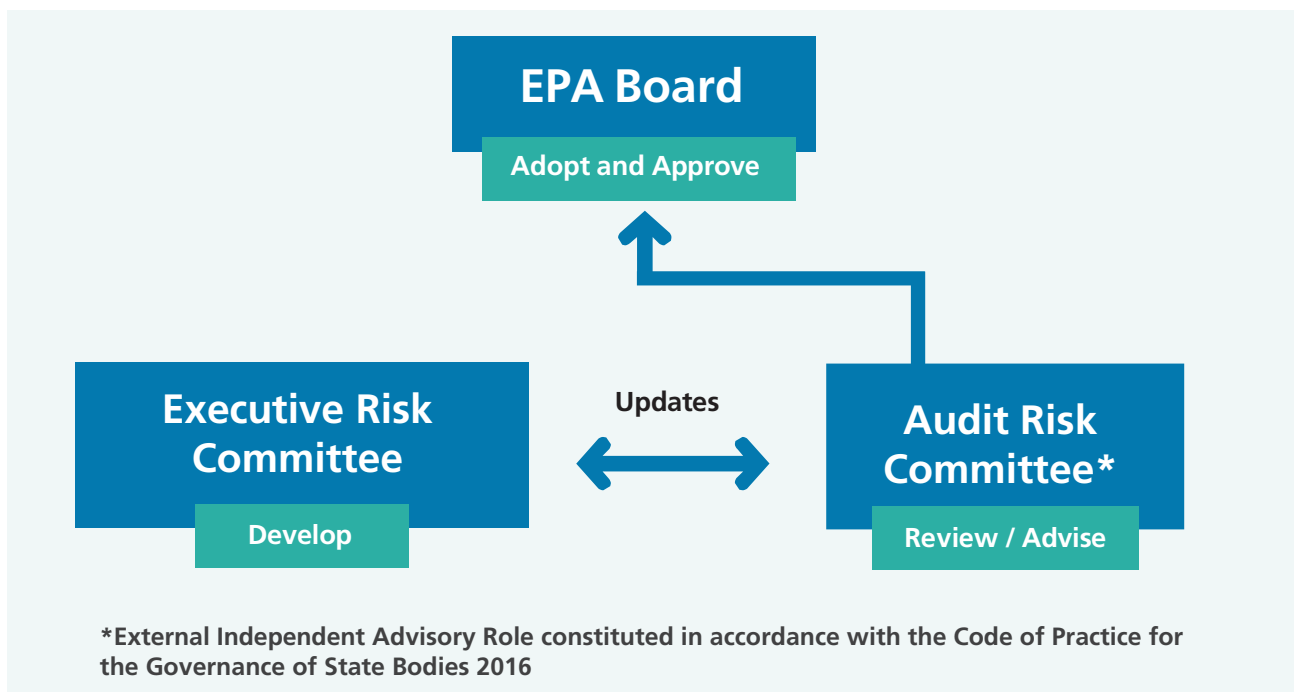 EPA Board
Adopt and Approve
Executive Risk
Committee
Develop
Updates
Audit Risk
Committee*
Review / Advise
*External Independent Advisory Role constituted in accordance with the Code of Practice for
the Governance of State Bodies 2016